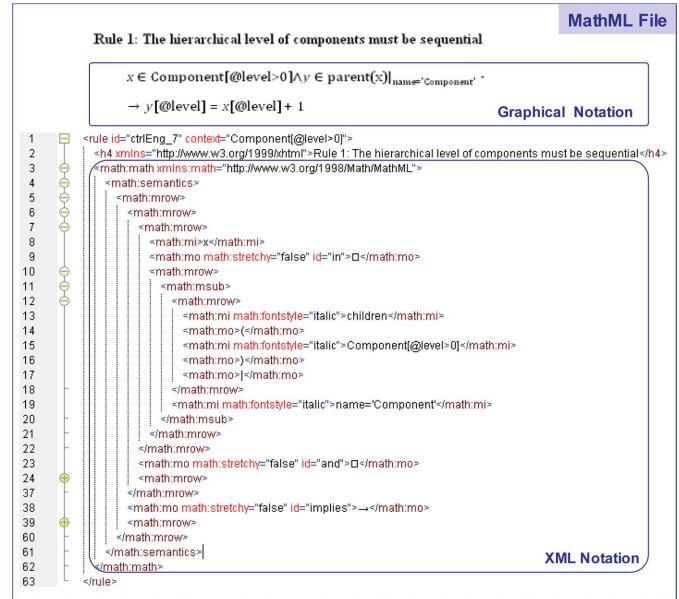 MathML File
Rule 1: The hierarchical level of components must be sequential
x ∈ Component[@level>0]∧y ∈ parent(x)|name='Component'
→ y[@level] = x[@level]+ 1
Graphical Notation
1 <rule id="ctrlEng_7" context="Component[@level>0]">
2 <h4 xmlns="http://www.w3.org/1999/xhtml">Rule 1: The hierarchical level of components must be sequential</h4>
3 <math:math xmlns:math="http://www.w3.org/1998/Math/MathML">
4 <math:semantics>
5 <math:mrow>
6 <math:mrow>
7 <math:mrow>
8 <math:mi>x</math:mi>
9 <math:mo math:stretchy="false" id="in">□</math:mo>
10 <math:mrow>
11 <math:msub>
12 <math:mrow>
13 <math:mi math:fontstyle="italic">children</math:mi>
14 <math:mo>(</math:mo>
15 <math:mi math:fontstyle="italic">Component[@level>0]</math:mi>
16 <math:mo>)</math:mo>
17 <math:mo>|</math:mo>
18 </math:mrow>
19 <math:mi math:fontstyle="italic">name='Component'</math:mi>
20 </math:msub>
21 </math:mrow>
22 </math:mrow>
23 <math:mo math:stretchy="false" id="and">□</math:mo>
24 <math:mrow>
37 </math:mrow>
38 <math:mo math:stretchy="false" id="implies">→</math:mo>
39 <math:mrow>
60 </math:mrow>
61 </math:semantics>
62 </math:math>
63 </rule>
XML Notation